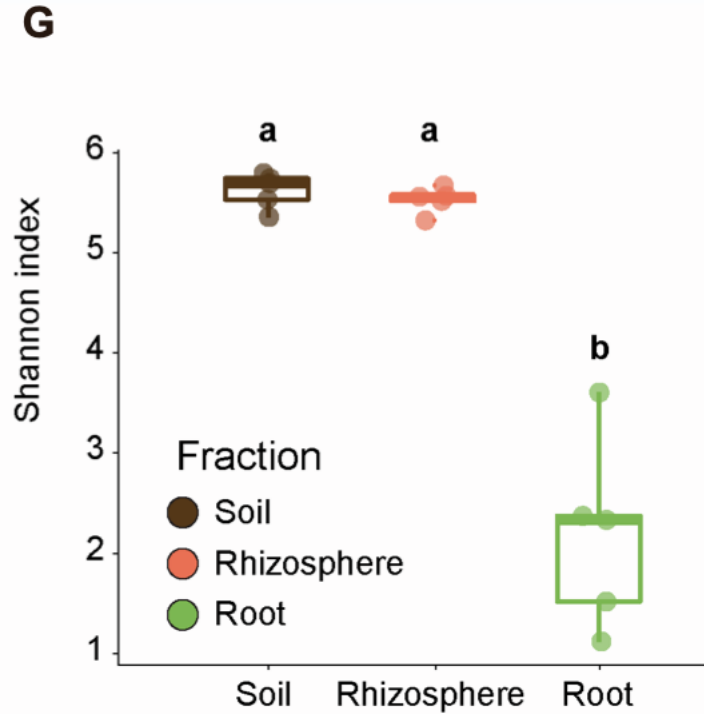 G
a a
b
6
5
4
3
2
1
Shannon index
Fraction
Soil
Rhizosphere
Root
Soil Rhizosphere Root